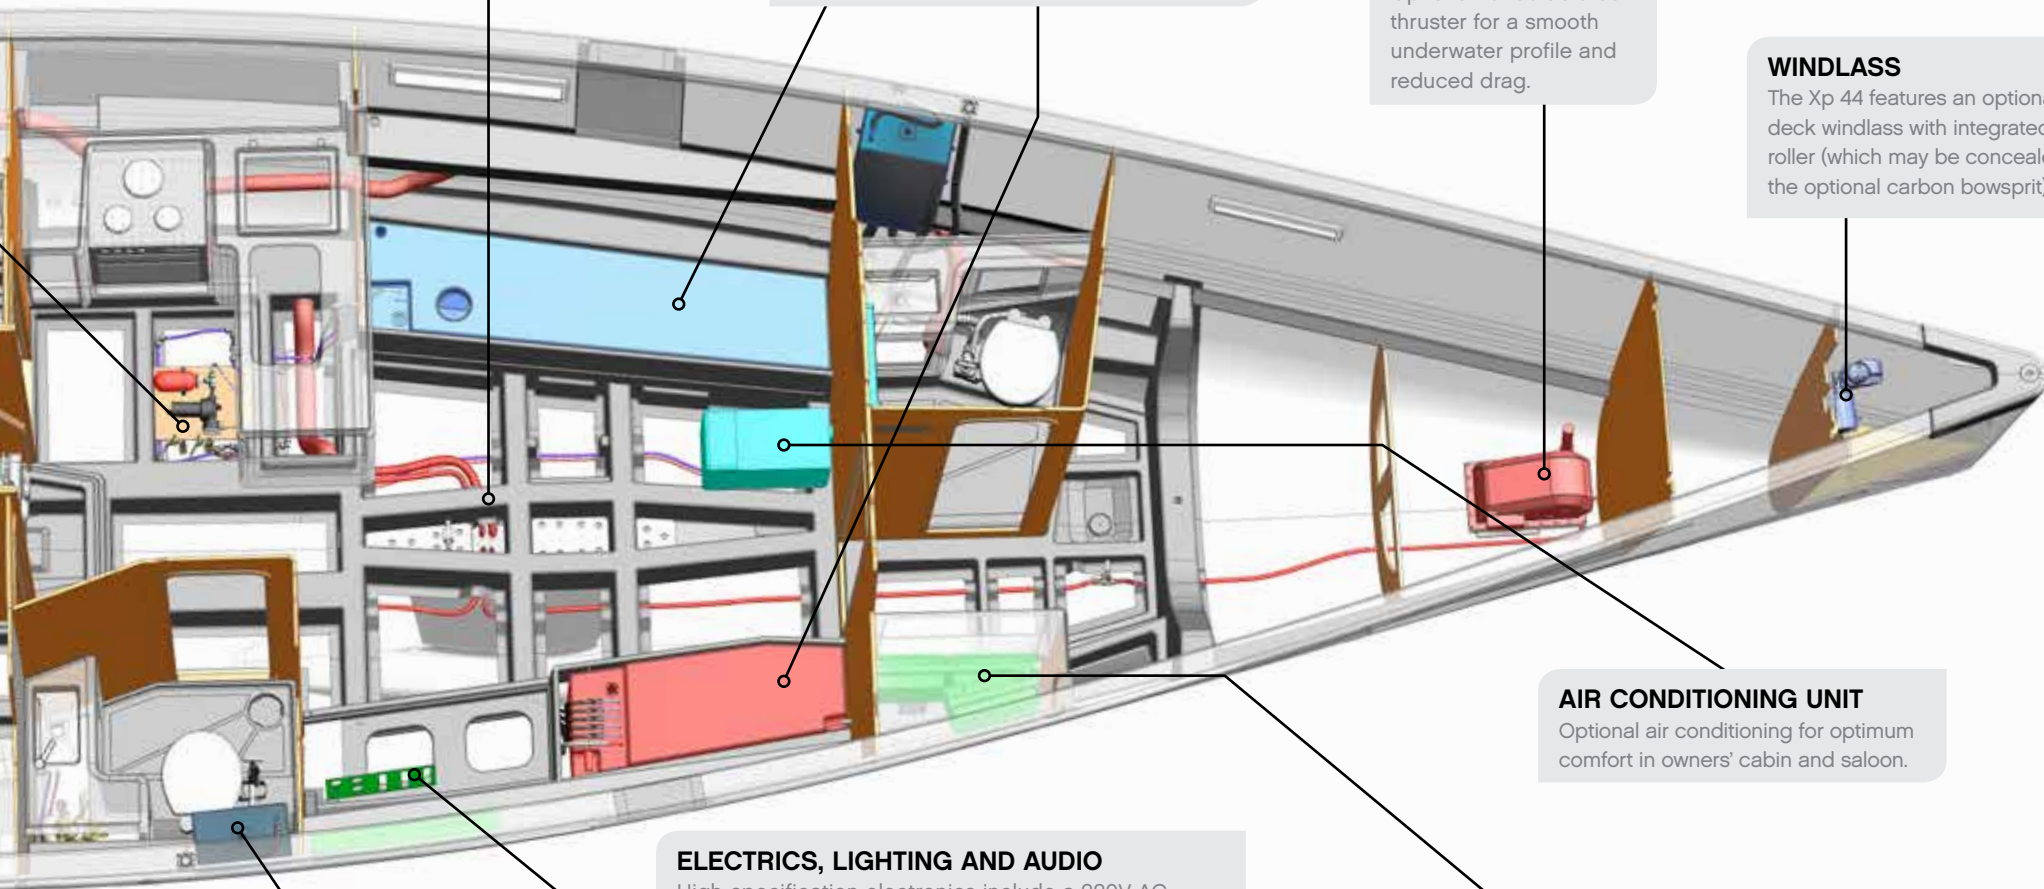 thruster for a smooth
underwater profile and
reduced drag.
WINDLASS
The Xp 44 features an optiona
deck windlass with integrated
roller (which may be conceale
the optional carbon bowsprit)
AIR CONDITIONING UNIT
Optional air conditioning for optimum
comfort in owners' cabin and saloon.
ELECTRICS, LIGHTING AND AUDIO